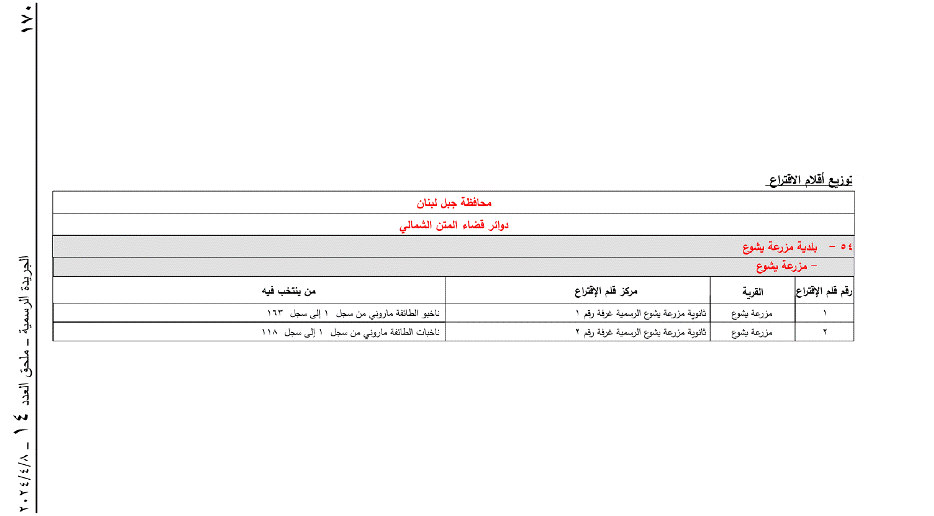 ١٧٠
الجريدة الرسمية – ملحق العدد ١٤ – ٢٠٢٤/٤/٨
توزيع أقلام الاقتراع
محافظة جبل لبنان
دوائر قضاء المتن الشمالي
٥٤ - بلدية مزرعة يشوع
- مزرعة يشوع
رقم قلم الإقتراع القرية مركز قلم الإقتراع من ينتخب فيه
١ مزرعة يشوع ثانوية مزرعة يشوع الرسمية غرفة رقم ١ ناخبو الطائفة ماروني من سجل ١ إلى سجل ١٦٣
٢ مزرعة يشوع ثانوية مزرعة يشوع الرسمية غرفة رقم ٢ ناخبات الطائفة ماروني من سجل ١ إلى سجل ١١٨